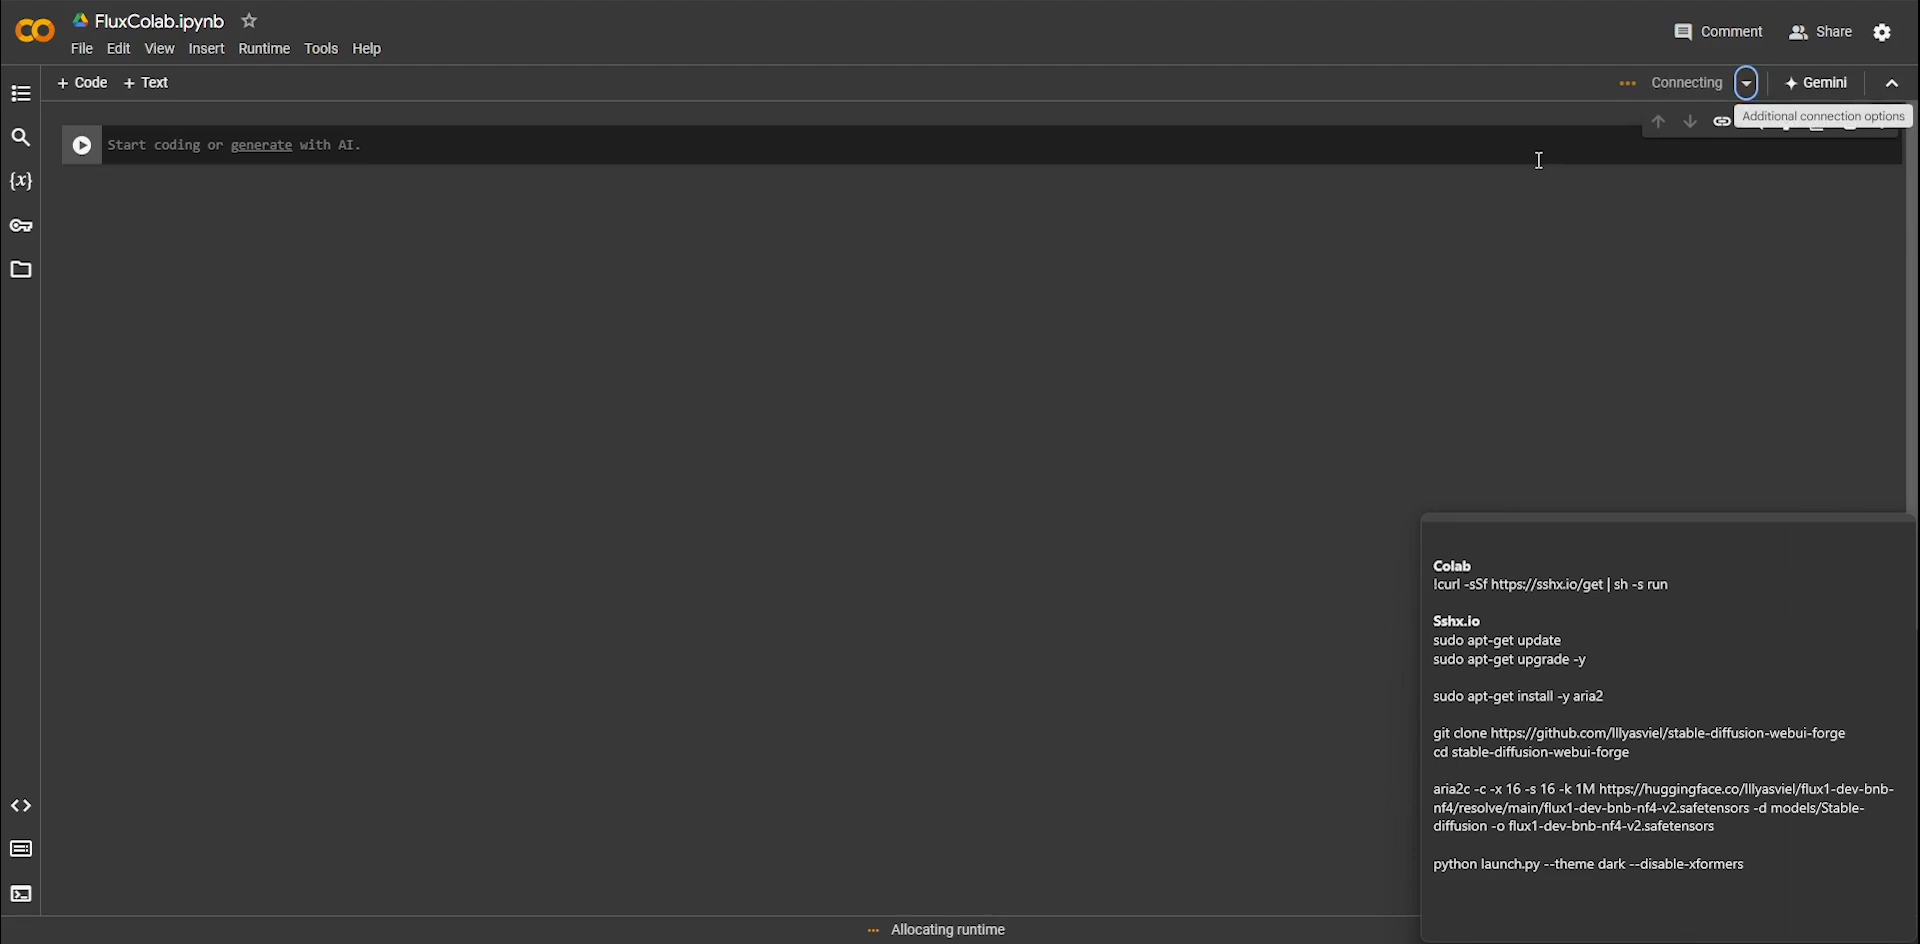 FluxColab.ipynb
File Edit View Insert Runtime Tools Help
Comment Share
+ Code + Text
Connecting
Gemini
Additional connection options
Start coding or generate with AI.
{x}
Colab
!curl -sSf https://sshx.io/get | sh -s run
Sshx.io
sudo apt-get update
sudo apt-get upgrade -y
sudo apt-get install -y aria2
git clone https://github.com/lllyasviel/stable-diffusion-webui-forge
cd stable-diffusion-webui-forge
aria2c -c -x 16 -s 16 -k 1M https://huggingface.co/lllyasviel/flux1-dev-bnb-
nf4/resolve/main/flux1-dev-bnb-nf4-v2.safetensors -d models/Stable-
diffusion -o flux1-dev-bnb-nf4-v2.safetensors
python launch.py --theme dark --disable-xformers
Allocating runtime